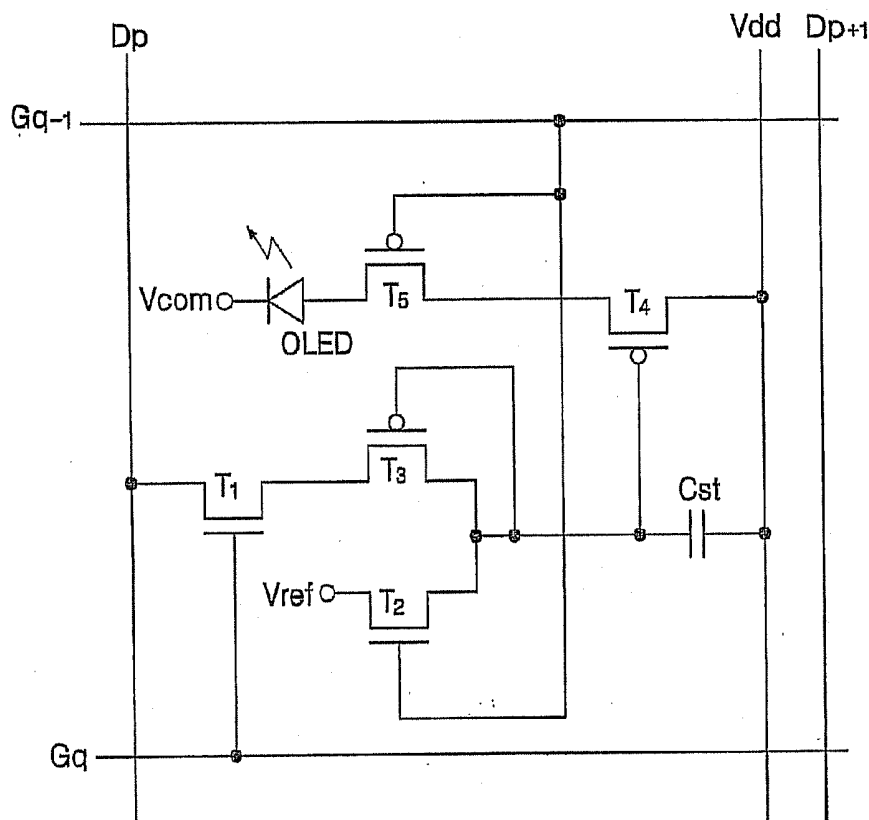 Dp
Vdd
Dp+1
Gq-1
T5
T4
Vcom
OLED
T3
T1
Cst
Vref
T2
Gq